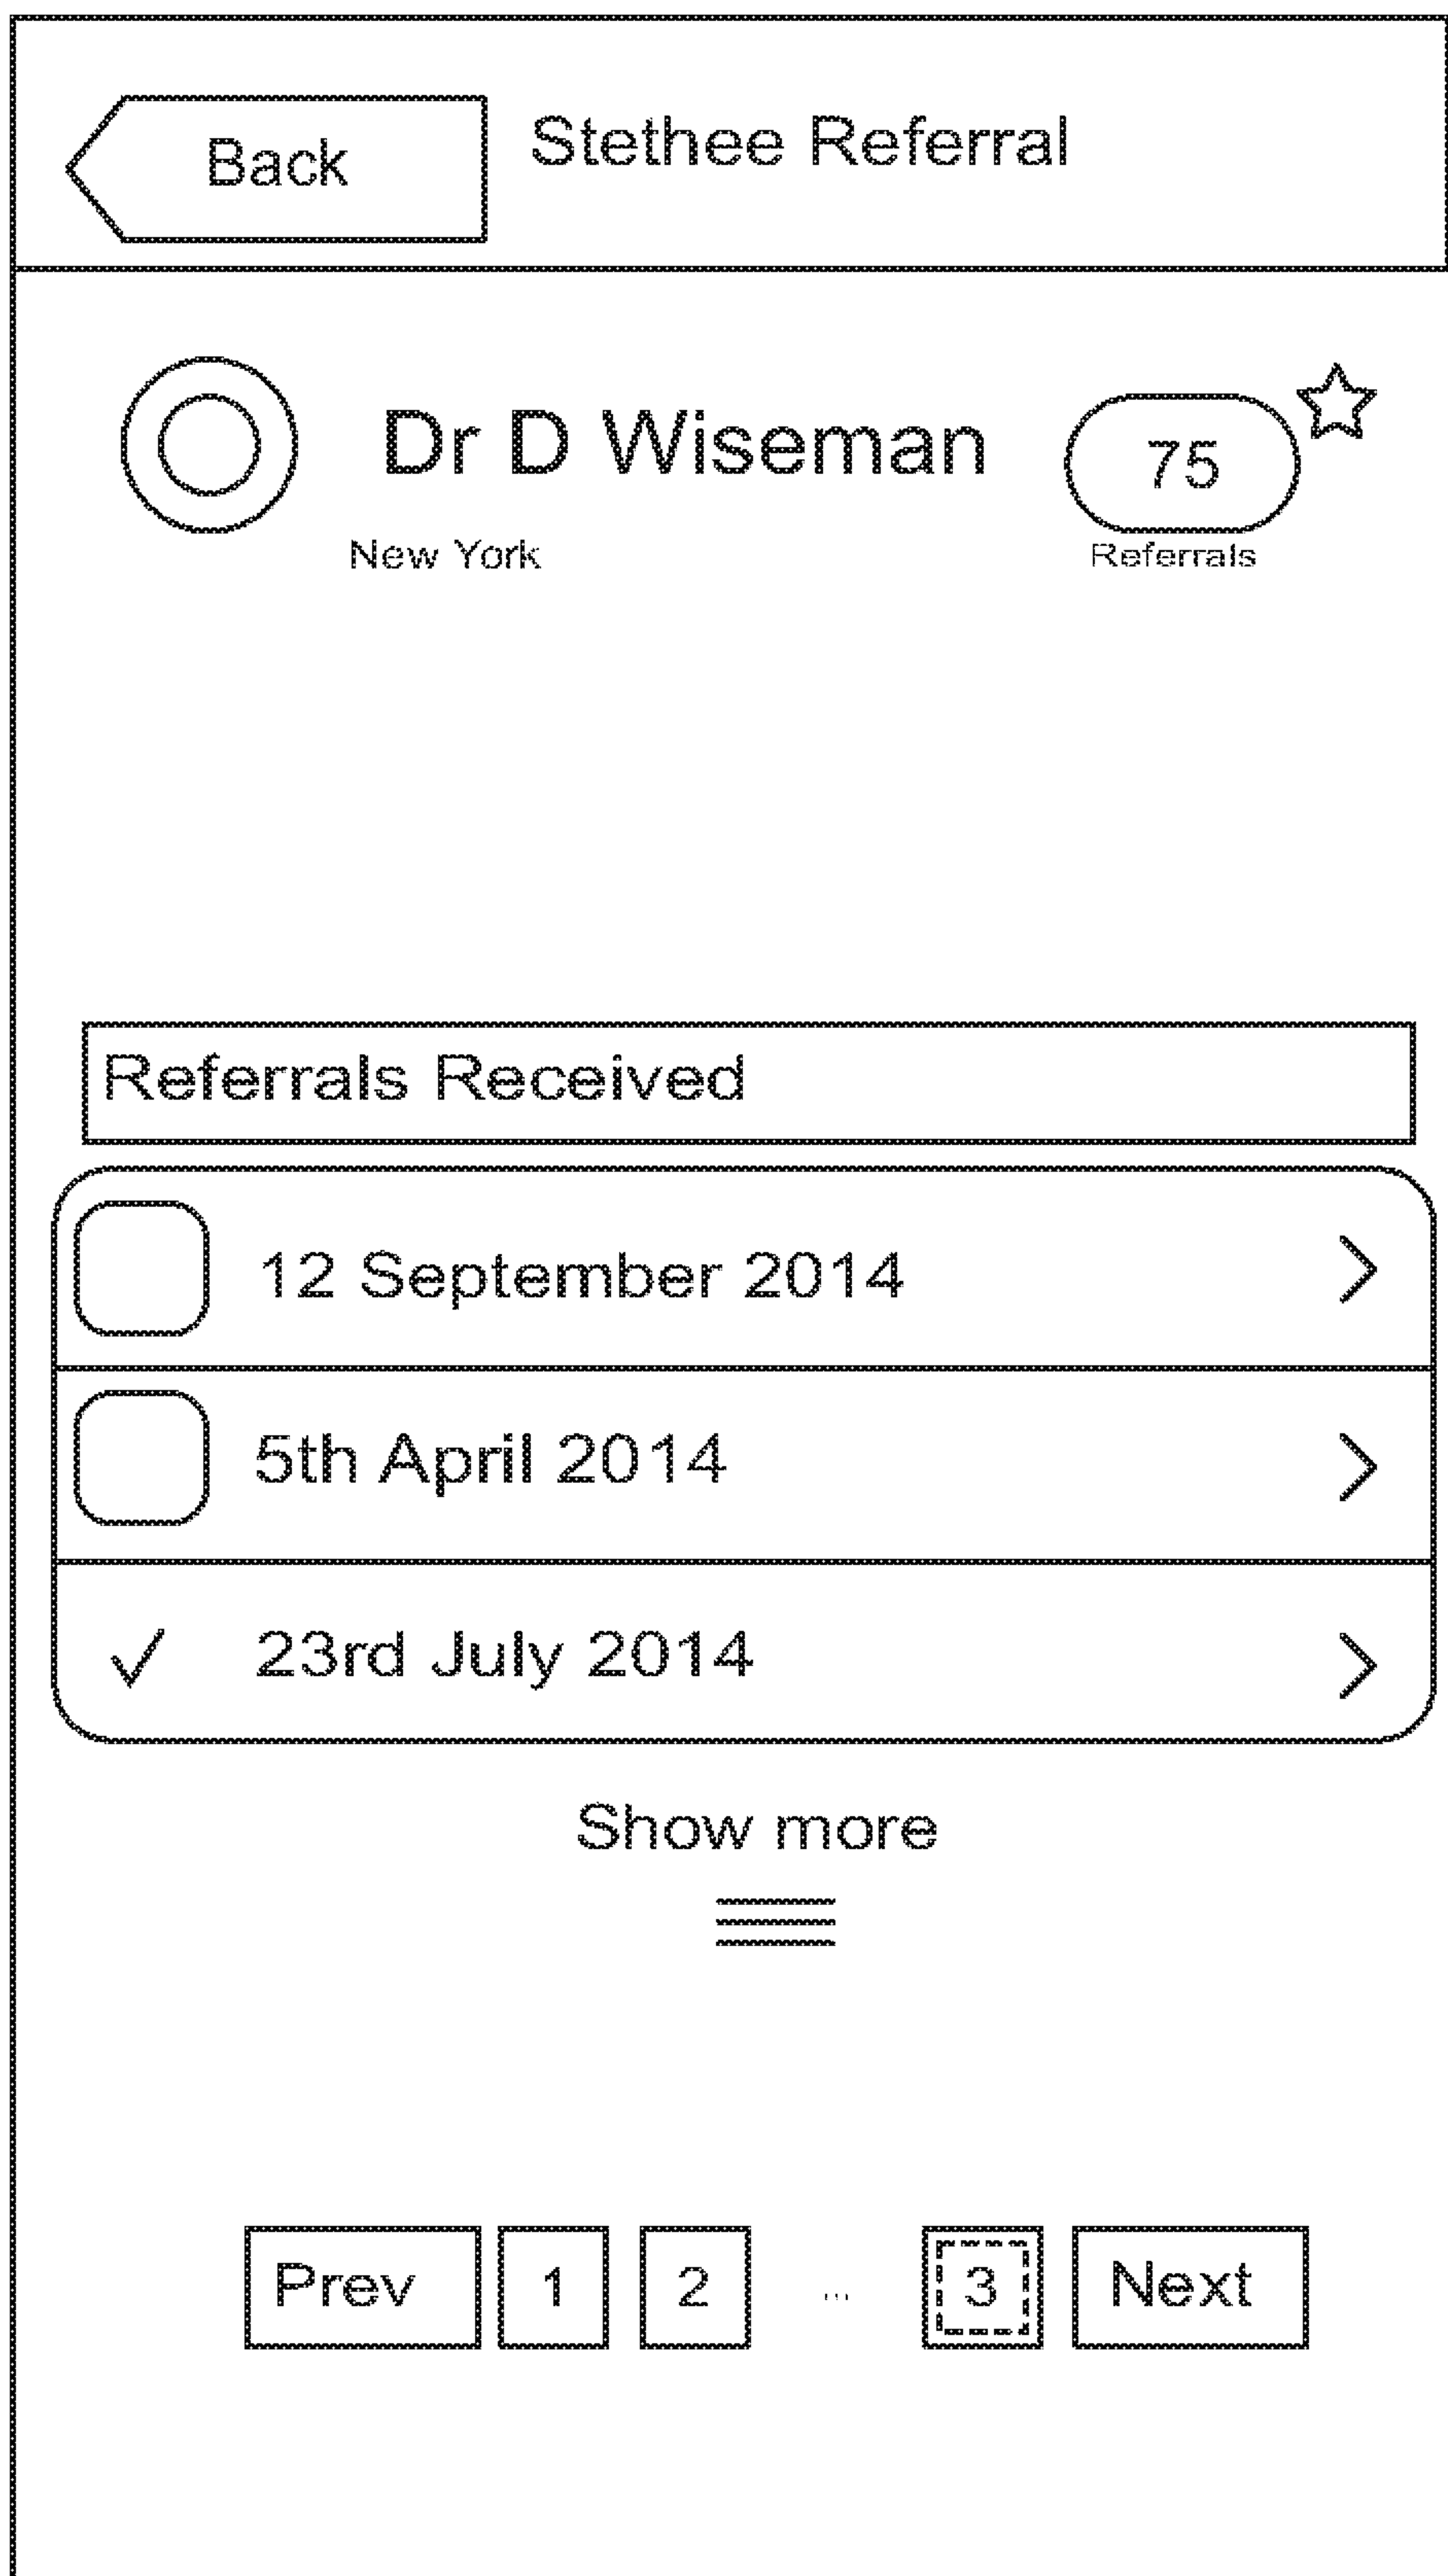 Back
Stethee Referral
Dr D Wiseman
75
New York
Referrals
Referrals Received
12 September 2014
5th April 2014
23rd July 2014
Show more
Prev 1 2 ... 3 Next